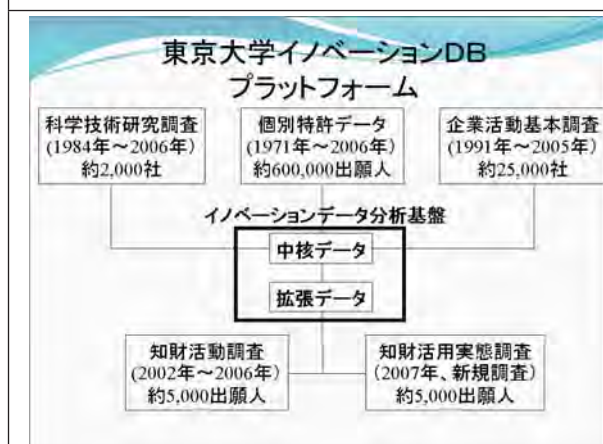 東京大学イノベーションDB
プラットフォーム
科学技術研究調査
(1984年～2006年)
約2,000社
個別特許データ
(1971年～2006年)
約600,000出願人
企業活動基本調査
(1991年～2005年)
約25,000社
イノベーションデータ分析基盤
中核データ
拡張データ
知財活動調査
(2002年～2006年)
約5,000出願人
知財活用実態調査
(2007年、新規調査)
約5,000出願人